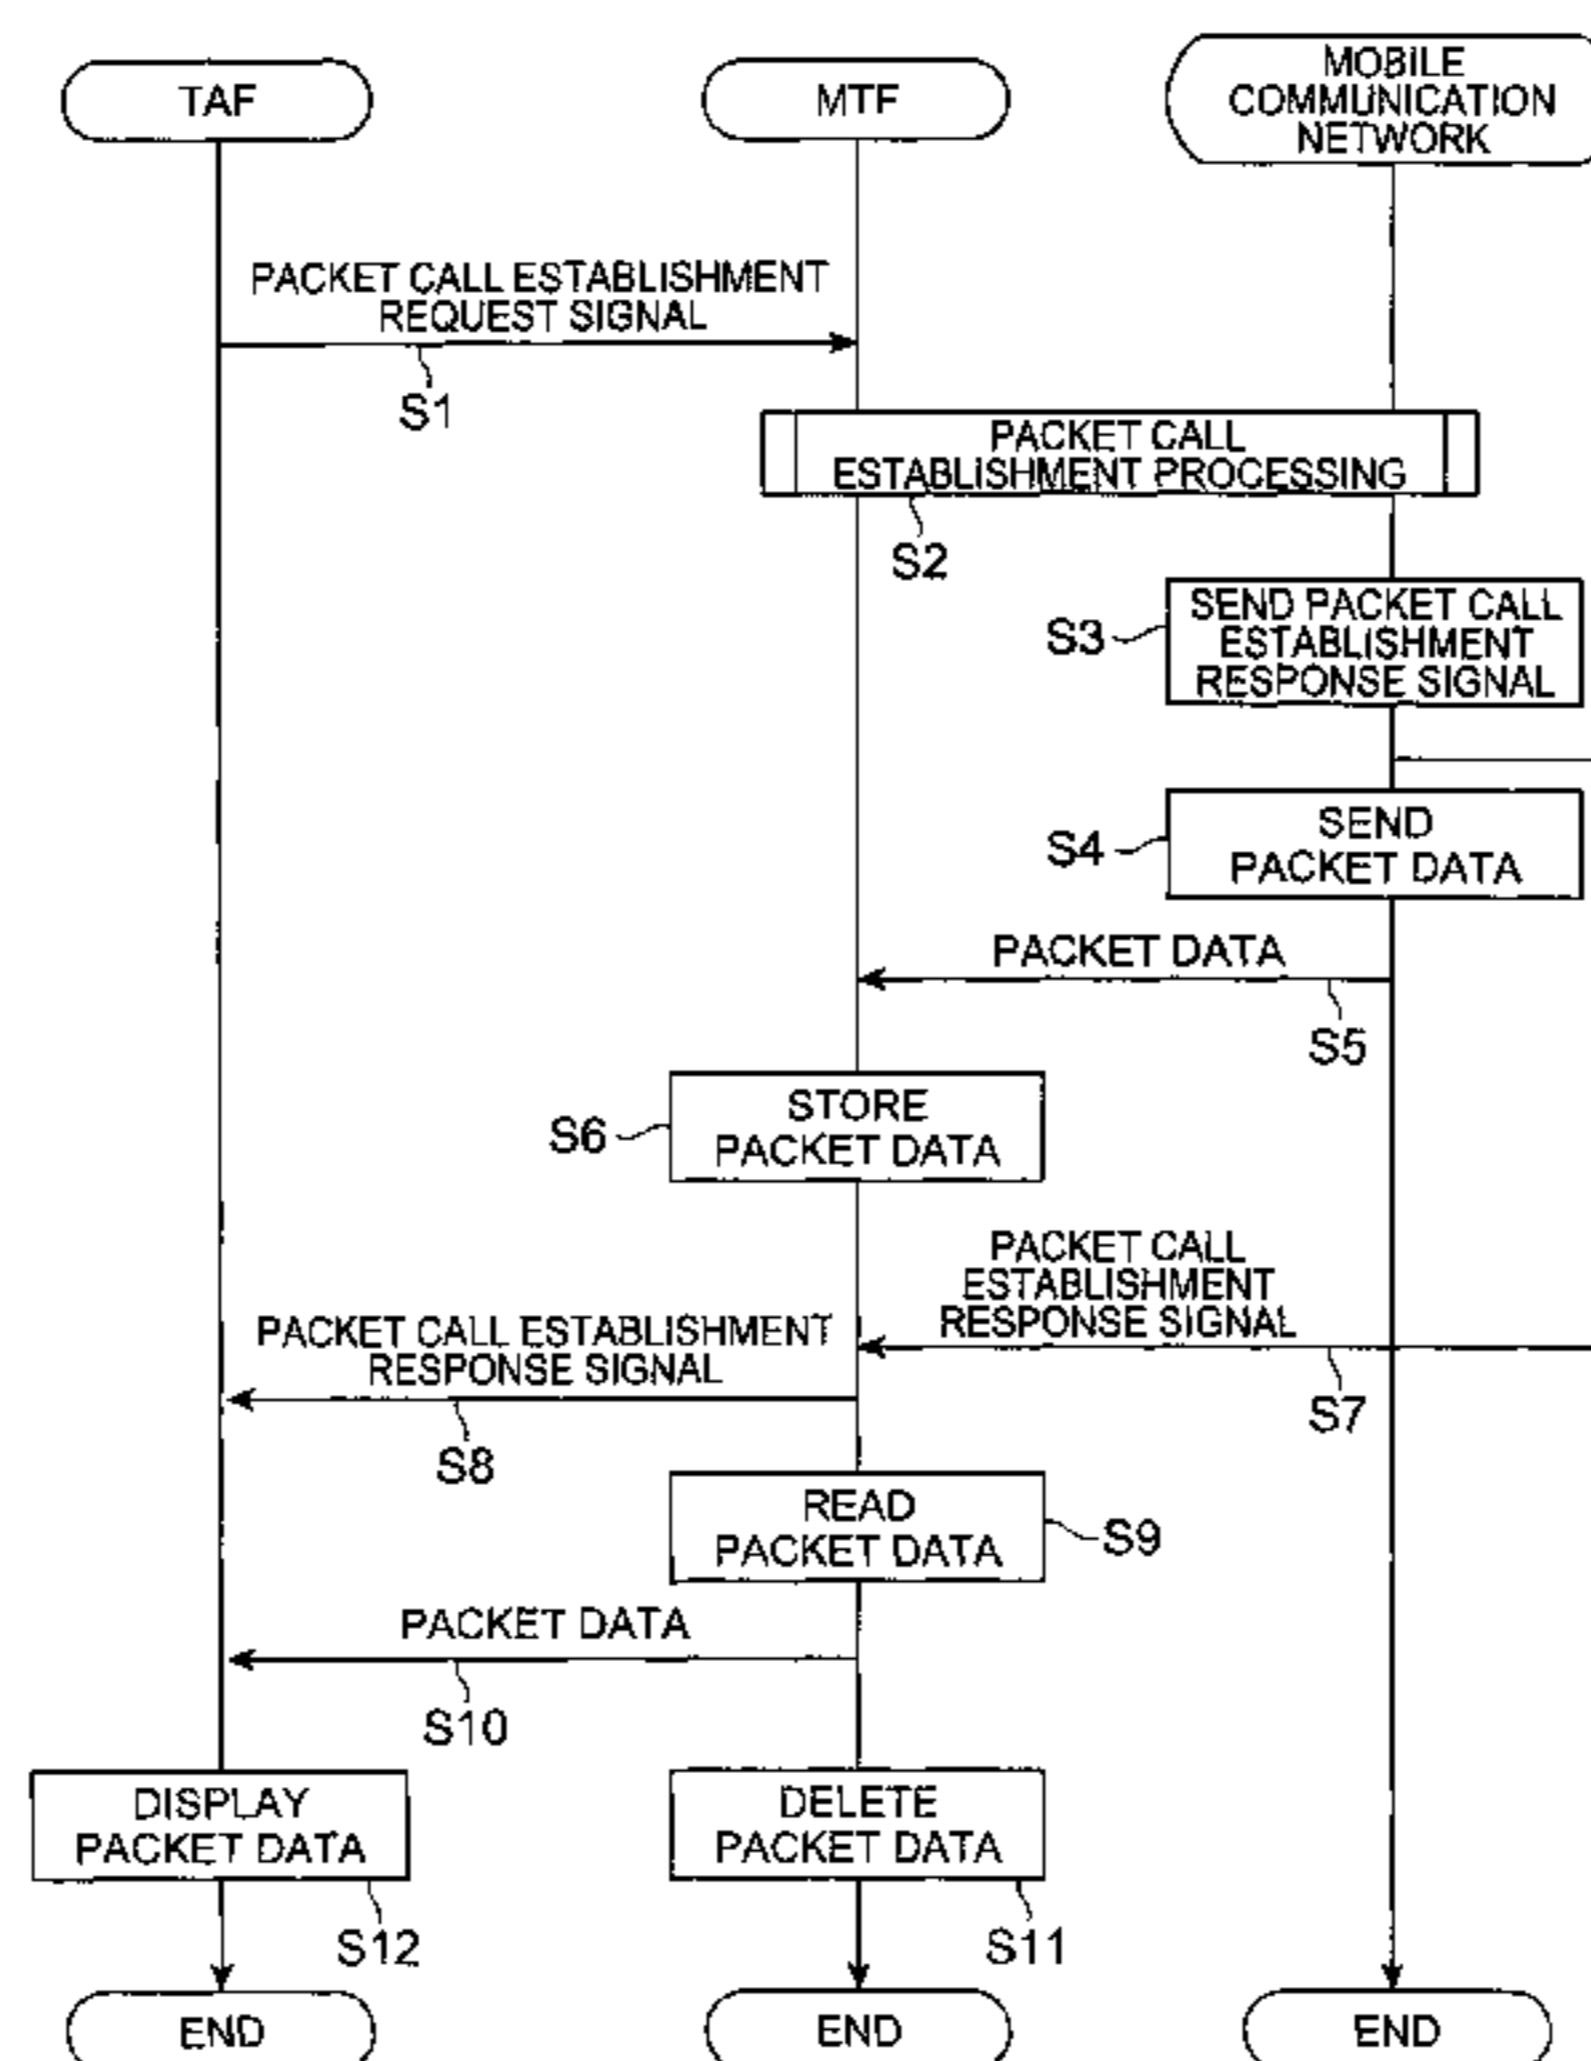 TAF
MTF
MOBILE
COMMUNICATION
NETWORK
PACKET CALL ESTABLISHMENT
REQUEST SIGNAL
S1
PACKET CALL
ESTABLISHMENT PROCESSING
S2
SEND PACKET CALL
ESTABLISHMENT
RESPONSE SIGNAL
S3
SEND
PACKET DATA
S4
PACKET DATA
S5
STORE
PACKET DATA
S6
PACKET CALL
ESTABLISHMENT
RESPONSE SIGNAL
S7
PACKET CALL ESTABLISHMENT
RESPONSE SIGNAL
S8
READ
PACKET DATA
S9
PACKET DATA
S10
DISPLAY
PACKET DATA
S12
DELETE
PACKET DATA
S11
END
END
END